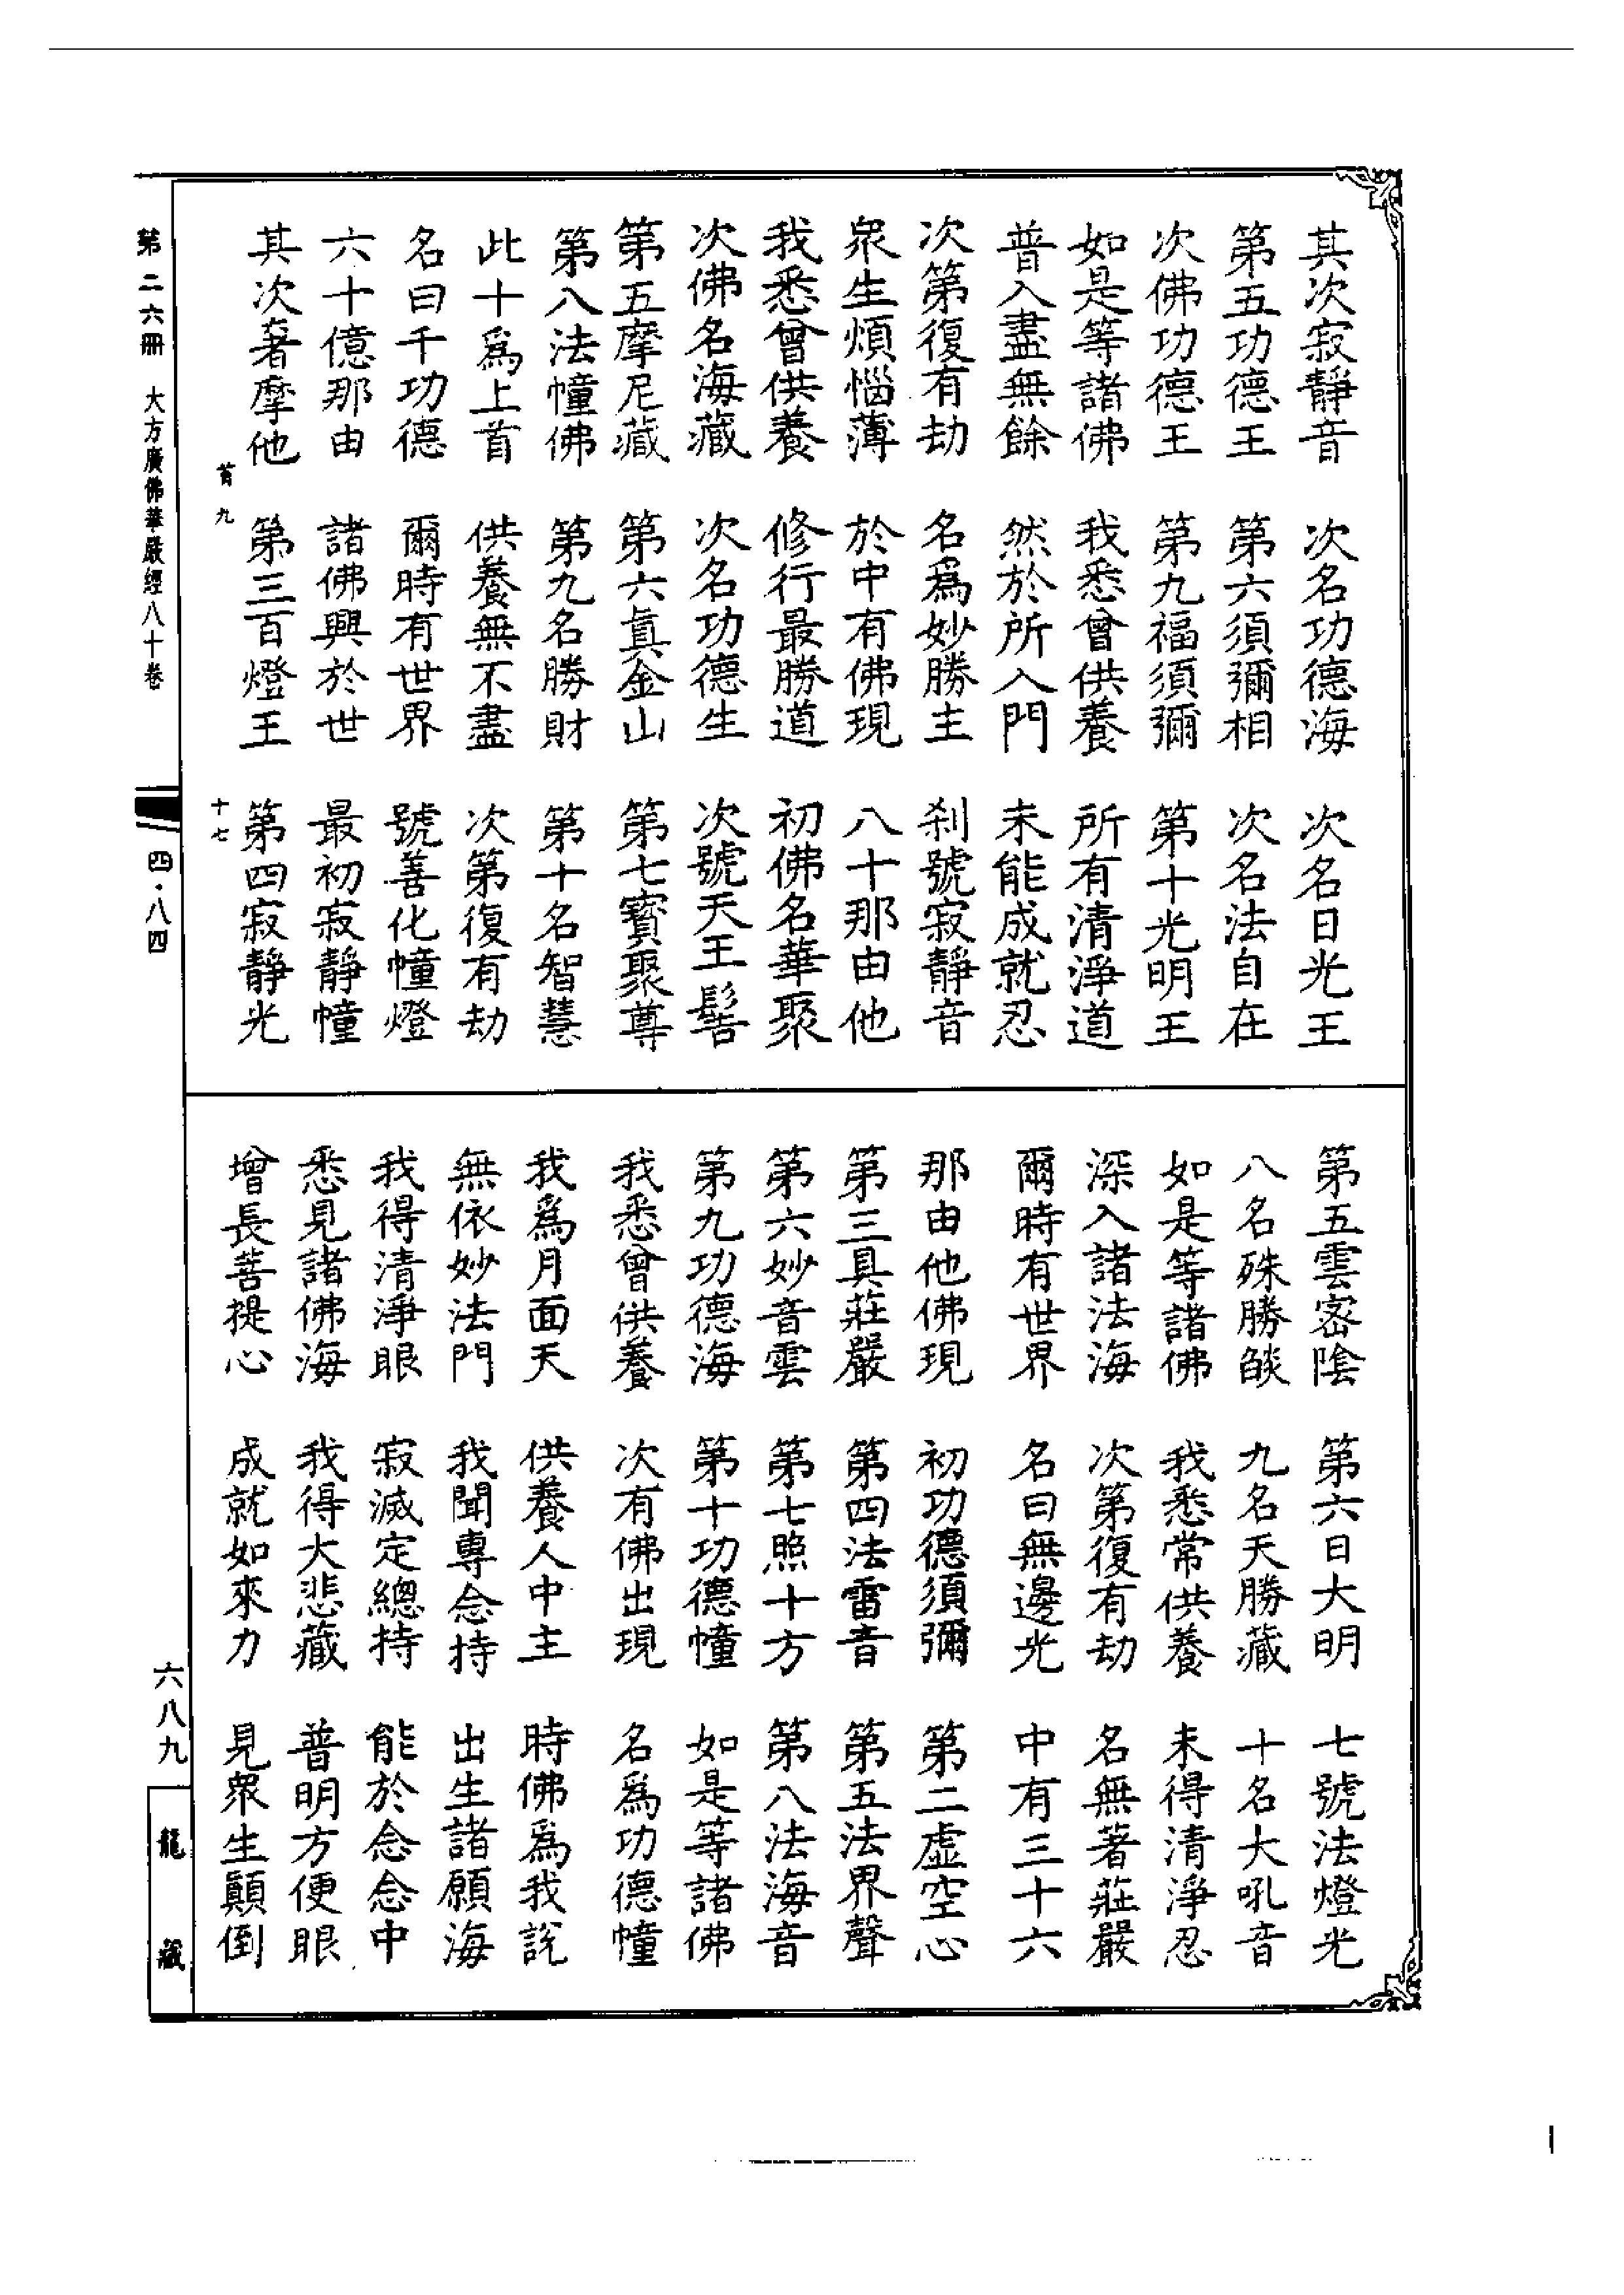 其次寂靜音　次名功德海　次名日光王
第五功德王　第六須彌相　次名法自在
次佛功德王　第九福須彌　第十光明王
如是等諸佛　我悉曾供養　所有清淨道
普入盡無餘　然於所入門　未能成就忍
次第復有劫　名爲妙勝主　刹號寂靜音
衆生煩惱薄　於中有佛現　八十那由他
我悉曾供養　修行最勝道　初佛名華聚
次佛名海藏　次名功德生　次號天王髻
第五摩尼藏　第六真金山　第七寳聚尊
第八法幢佛　第九名勝財　第十名智慧
此十爲上首　供養無不盡　次第復有劫
名曰千功德　爾時有世界　號善化幢燈
六十億那由　諸佛興於世　最初寂靜幢
其次奢摩他　第三百燈王　第四寂靜光
首九　十七
第五雲密陰　第六日大明　七號法燈光
八名殊勝燄　九名天勝藏　十名大吼音
如是等諸佛　我悉常供養　未得清淨忍
深入諸法海　次第復有劫　名無著莊嚴
爾時有世界　名曰無邊光　中有三十六
那由他佛現　初功德須彌　第二虚空心
第三具莊嚴　第四法雷音　第五法界聲
第六妙音雲　第七照十方　第八法海音
第九功德海　第十功德幢　如是等諸佛
我悉曾供養　次有佛出現　名爲功德幢
我爲月面天　供養人中主　時佛爲我說
無依妙法門　我聞專念持　出生諸願海
我得清淨眼　寂滅定總持　能於念念中
悉見諸佛海　我得大悲藏　普明方便眼
增長菩提心　成就如來力　見衆生顚倒
第二六冊　大方廣佛華嚴經八十卷　四·八四　六八九　龍藏